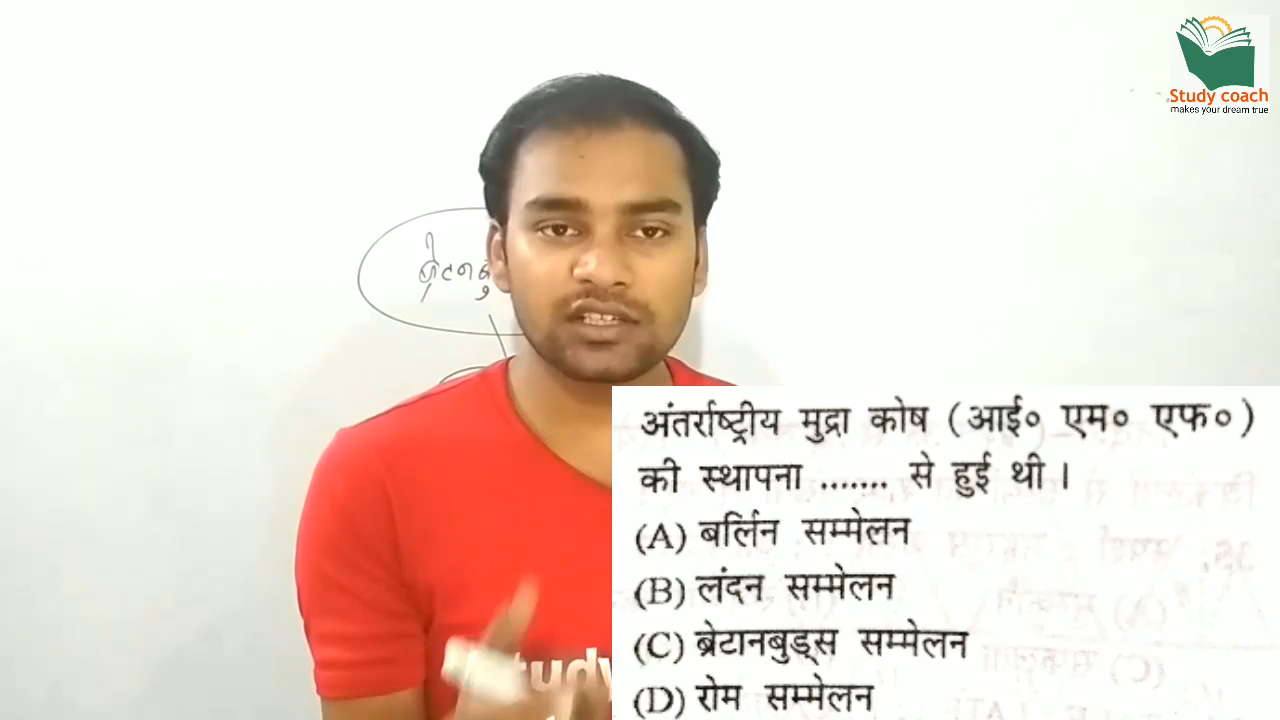 Study coach
makes your dream true
अंतर्राष्ट्रीय मुद्रा कोष (आई० एम० एफ०)
की स्थापना ....... से हुई थी।
(A) बर्लिन सम्मेलन
(B) लंदन सम्मेलन
(C) ब्रेटानबुड्स सम्मेलन
(D) रोम सम्मेलन